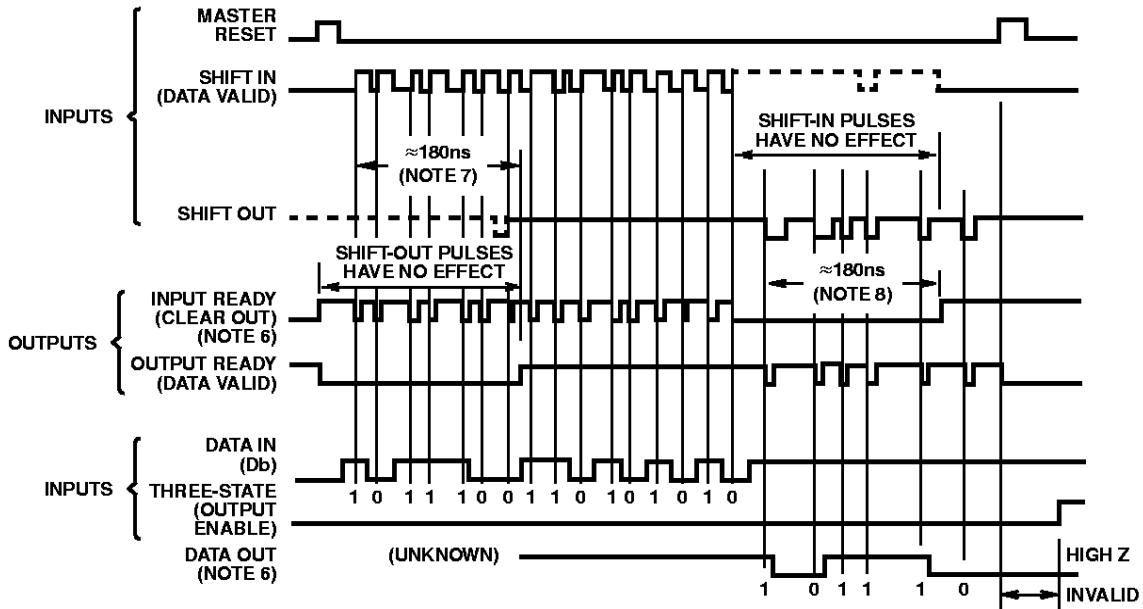 MASTER
RESET
SHIFT IN
(DATA VALID)
INPUTS
SHIFT-IN PULSES
HAVE NO EFFECT
≈180ns
(NOTE 7)
SHIFT OUT
SHIFT-OUT PULSES
HAVE NO EFFECT
≈180ns
(NOTE 8)
INPUT READY
(CLEAR OUT)
(NOTE 6)
OUTPUTS
OUTPUT READY
(DATA VALID)
DATA IN
(Db)
INPUTS
1 0 1 1 1 0 0 1 1 0 1 0 1 0 1 0
THREE-STATE
(OUTPUT
ENABLE)
DATA OUT
(NOTE 6)
(UNKNOWN)
HIGH Z
1 0 1 1 1 0
INVALID